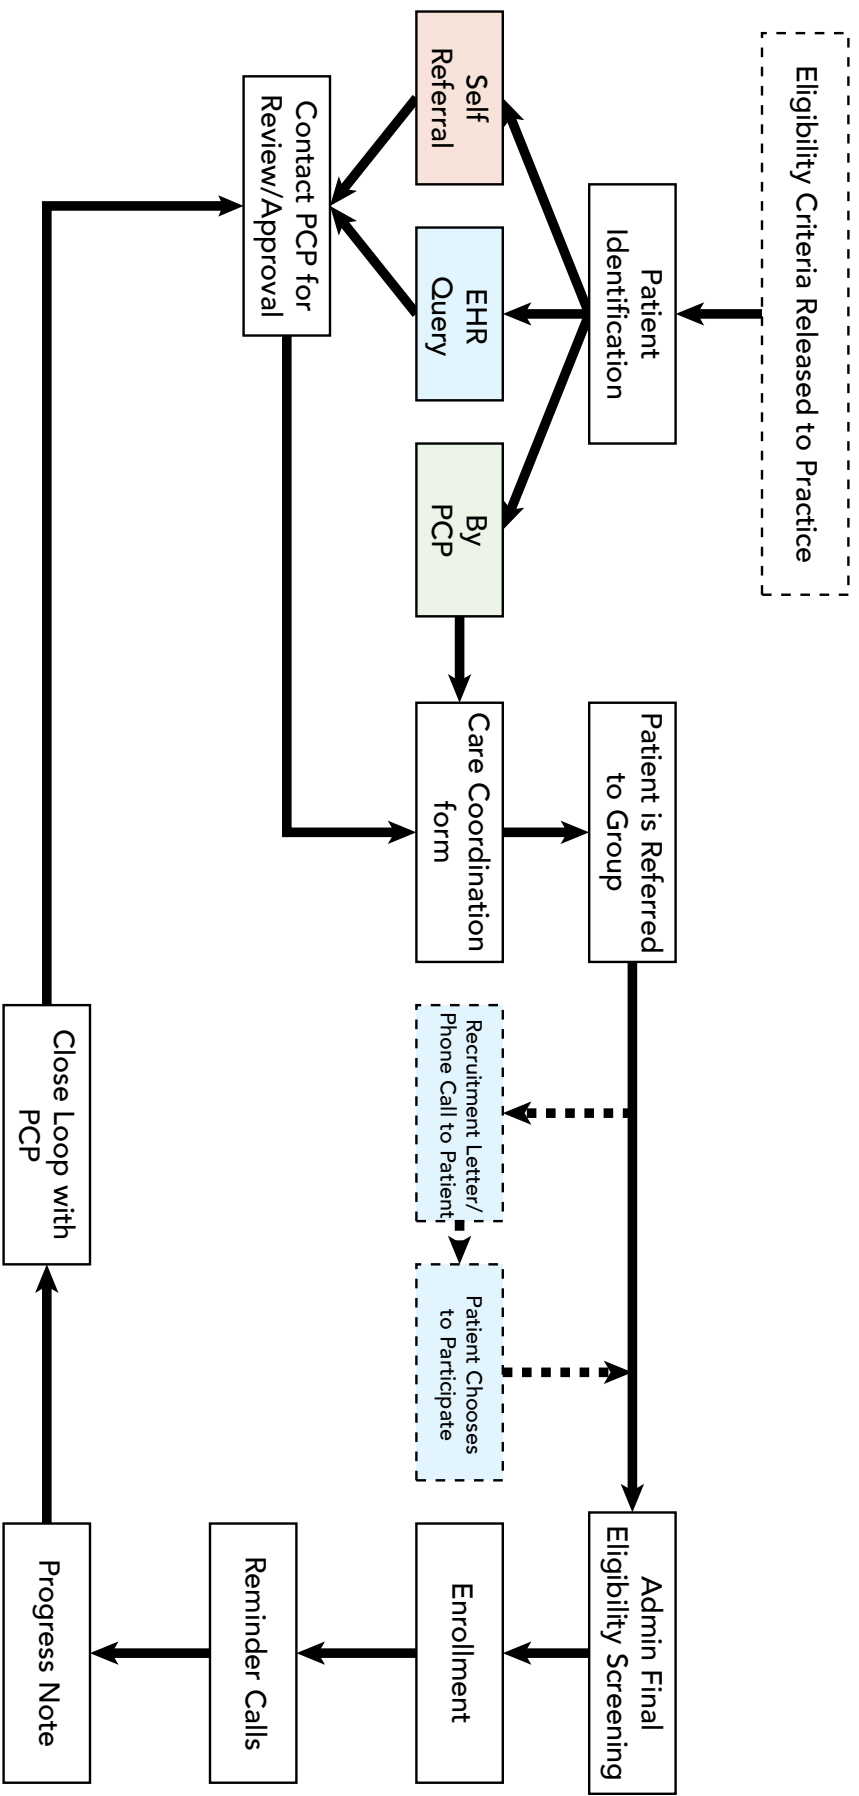 Eligibility Criteria Released to Practice
Patient
Identification
Self
Referral
EHR
Query
By
PCP
Contact PCP for
Review/Approval
Care Coordination
form
Patient is Referred
to Group
Recruitment Letter/
Phone Call to Patient
Patient Chooses
to Participate
Admin Final
Eligibility Screening
Enrollment
Reminder Calls
Progress Note
Close Loop with
PCP